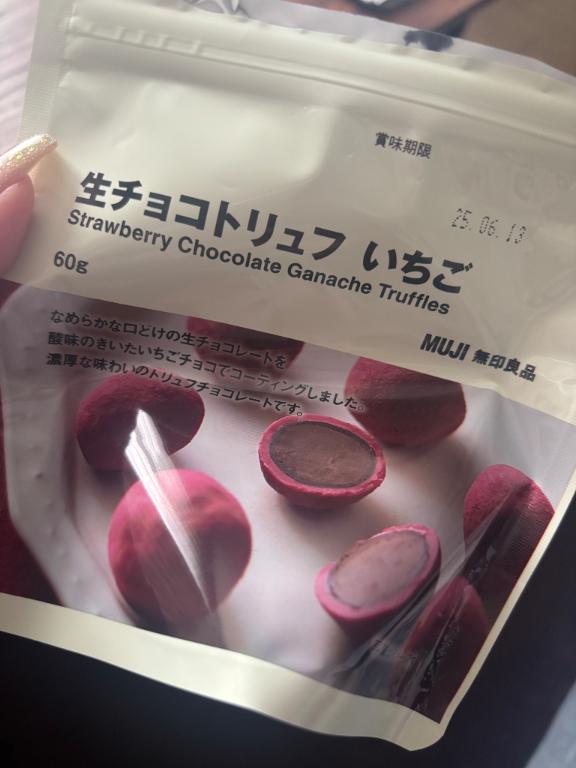 賞味期限
25.06.13
生チョコトリュフ いちご
Strawberry Chocolate Ganache Truffles
60g
MUJI 無印良品
なめらかな口どけの生チョコレートを
酸味のきいたいちごチョコでコーティングしました。
濃厚な味わいのトリュフチョコレートです。